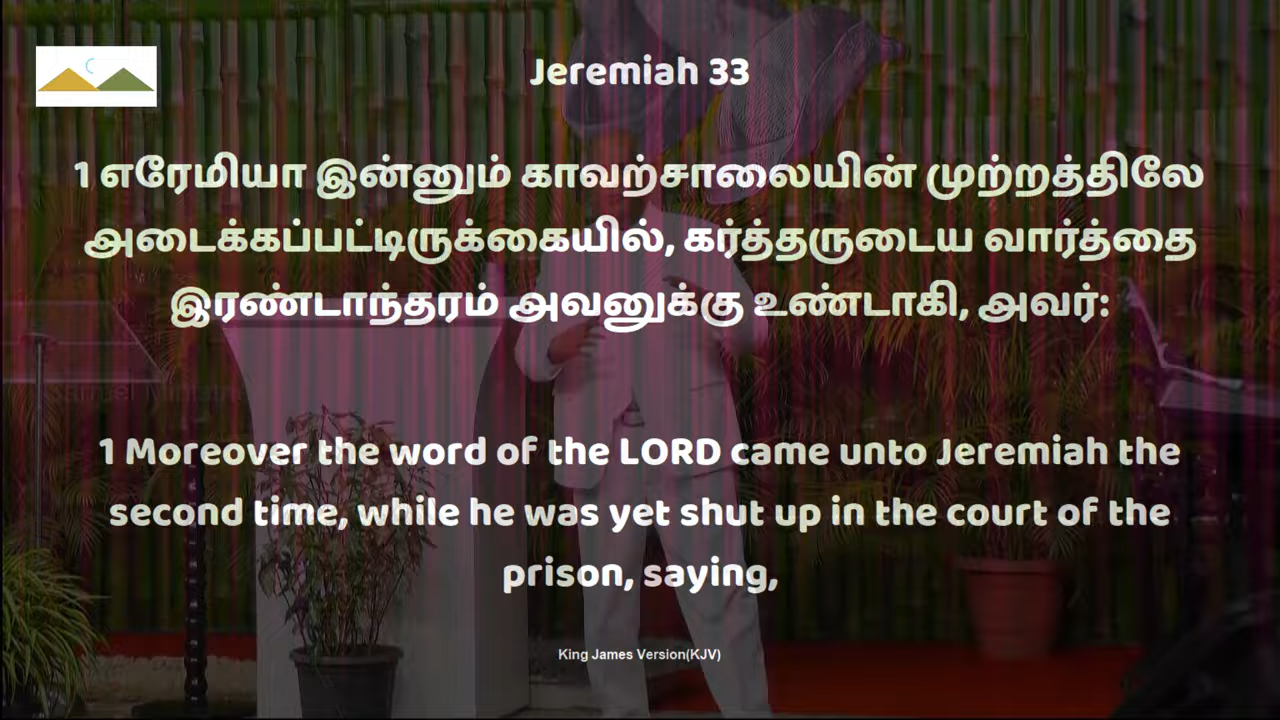 Jeremiah 33
1 எரேமியா இன்னும் காவற்சாலையின் முற்றத்திலே
அடைக்கப்பட்டிருக்கையில், கர்த்தருடைய வார்த்தை
இரண்டாந்தரம் அவனுக்கு உண்டாகி, அவர்:
1 Moreover the word of the LORD came unto Jeremiah the
second time, while he was yet shut up in the court of the
prison, saying,
King James Version(KJV)